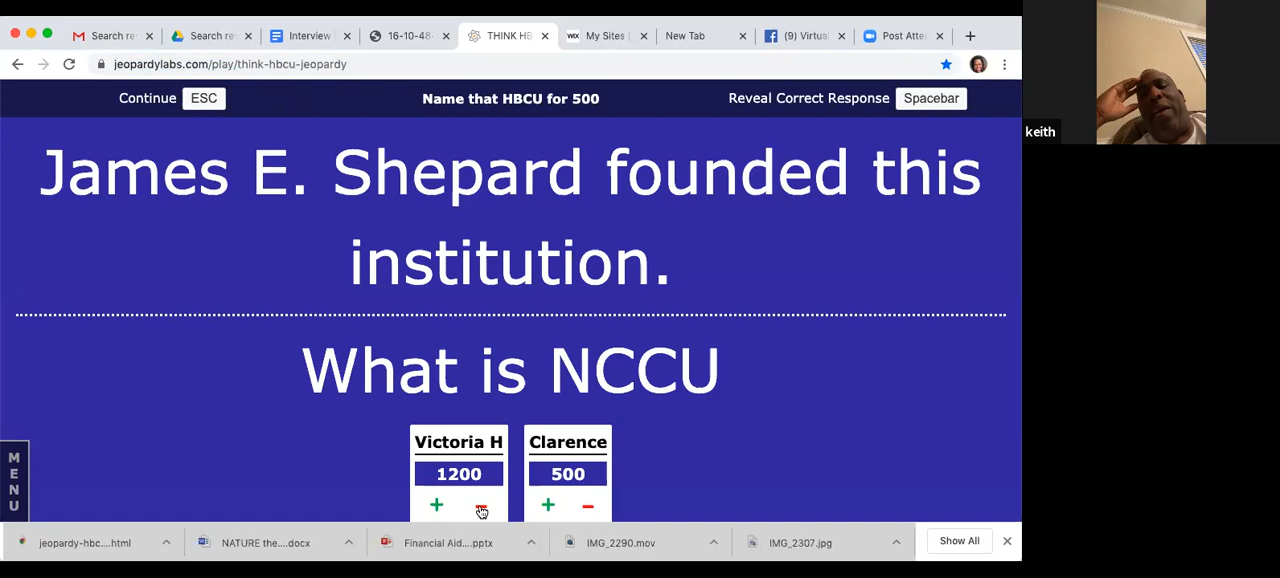 Search re
Search re
Interview
16-10-48-
THINK HB
WIX My Sites |
New Tab
(9) Virtua
Post Atte
jeopardylabs.com/play/think-hbcu-jeopardy
Continue ESC
Name that HBCU for 500
Reveal Correct Response Spacebar
keith
James E. Shepard founded this
institution.
What is NCCU
Victoria H
Clarence
1200
500
+ −
+ −
MENU
jeopardy-hbc....html
NATURE the....docx
Financial Aid....pptx
IMG_2290.mov
IMG_2307.jpg
Show All